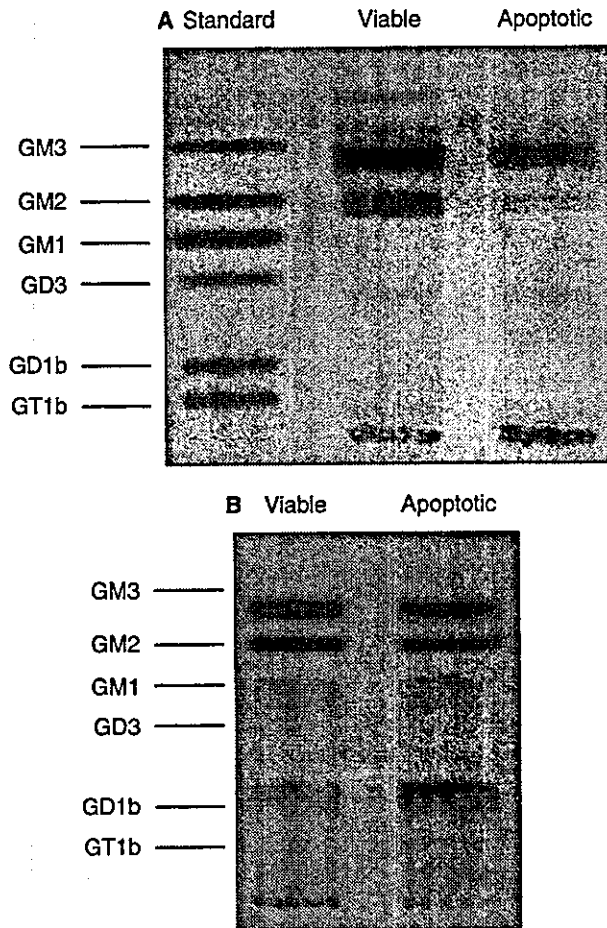 A Standard Viable Apoptotic
GM3
GM2
GM1
GD3
GD1b
GT1b
B Viable Apoptotic
GM3
GM2
GM1
GD3
GD1b
GT1b